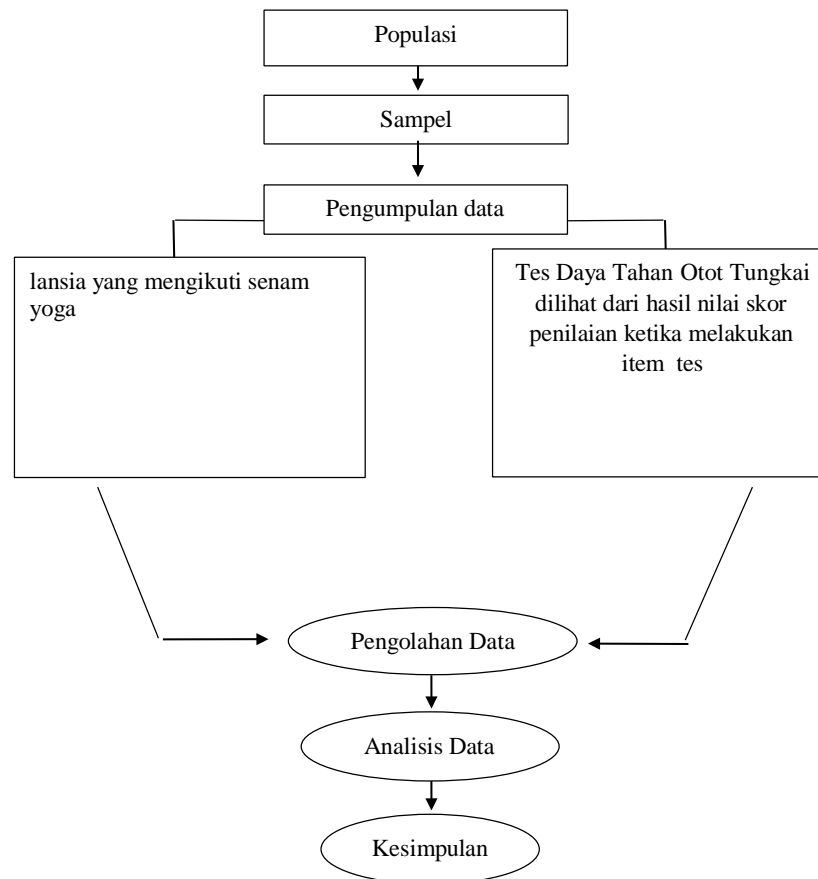 Populasi
Sampel
Pengumpulan data
lansia yang mengikuti senam
yoga
Tes Daya Tahan Otot Tungkai
dilihat dari hasil nilai skor
penilaian ketika melakukan
item tes
Pengolahan Data
Analisis Data
Kesimpulan